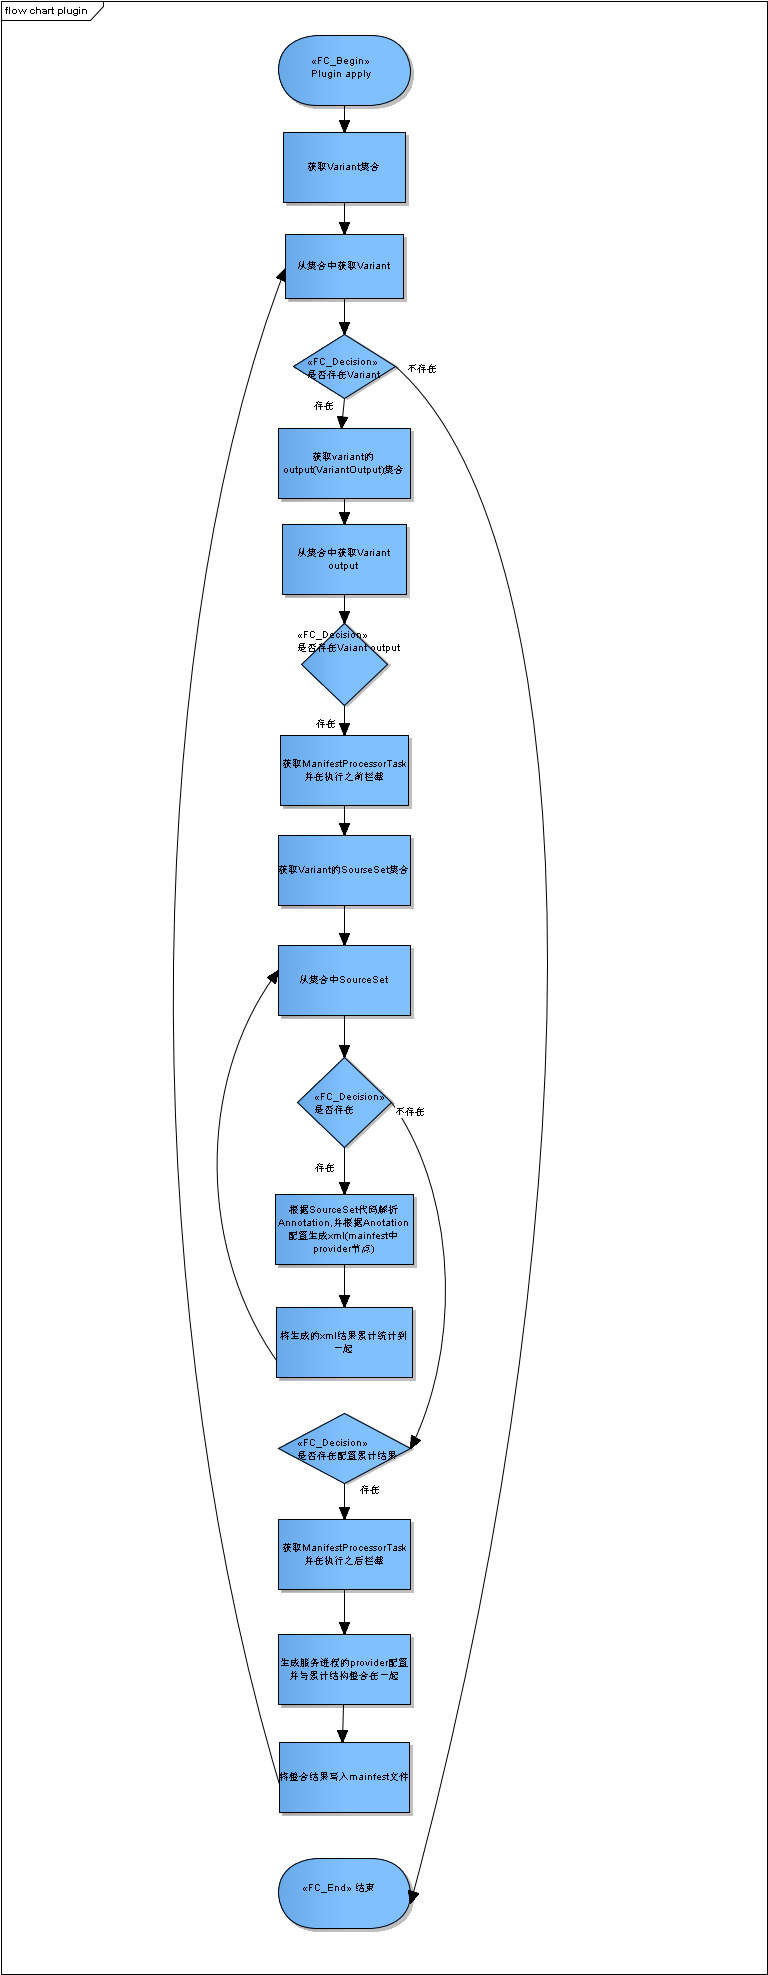 flow chart plugin
«FC_Begin»
Plugin apply
获取Variant集合
从集合中获取Variant
«FC_Decision»
是否存在Variant
不存在
存在
获取variant的
output(VariantOutput)集合
从集合中获取Variant
output
«FC_Decision»
是否存在Vaiant output
存在
获取ManifestProcessorTask
并在执行之前拦截
获取Variant的SourseSet集合
从集合中SourceSet
«FC_Decision»
是否存在
不存在
存在
根据SourceSet代码解析
Annotation,并根据Anotation
配置生成xml(mainfest中
provider节点)
将生成的xml结果累计统计到
一起
«FC_Decision»
是否存在配置累计结果
存在
获取ManifestProcessorTask
并在执行之后拦截
生成服务进程的provider配置
并与累计结构整合在一起
将整合结果写入mainfest文件
«FC_End» 结束